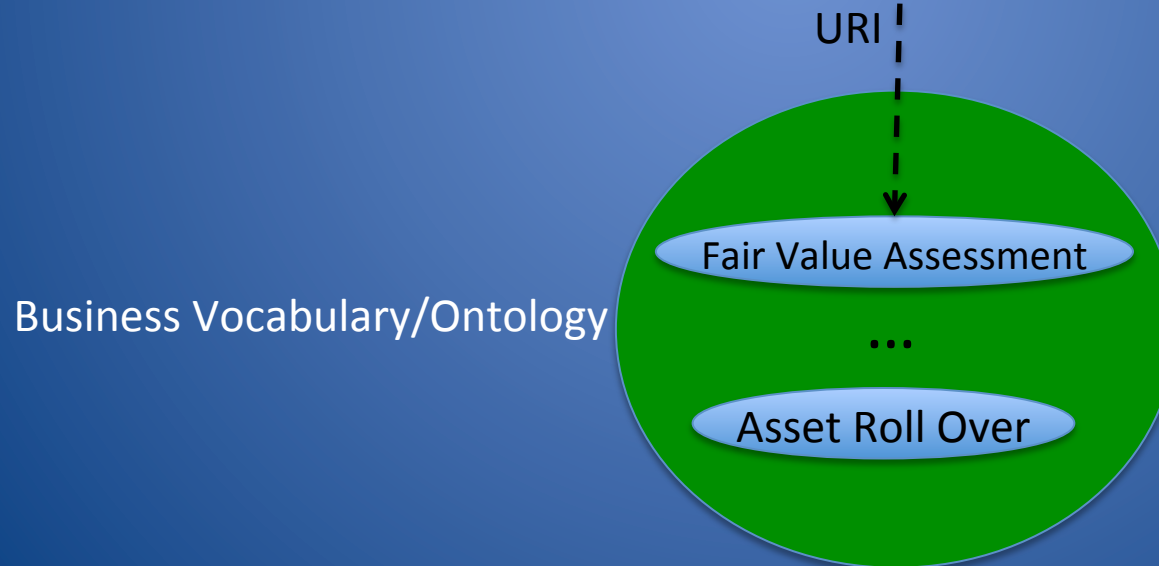 URI
Fair Value Assessment
Business Vocabulary/Ontology
...
Asset Roll Over